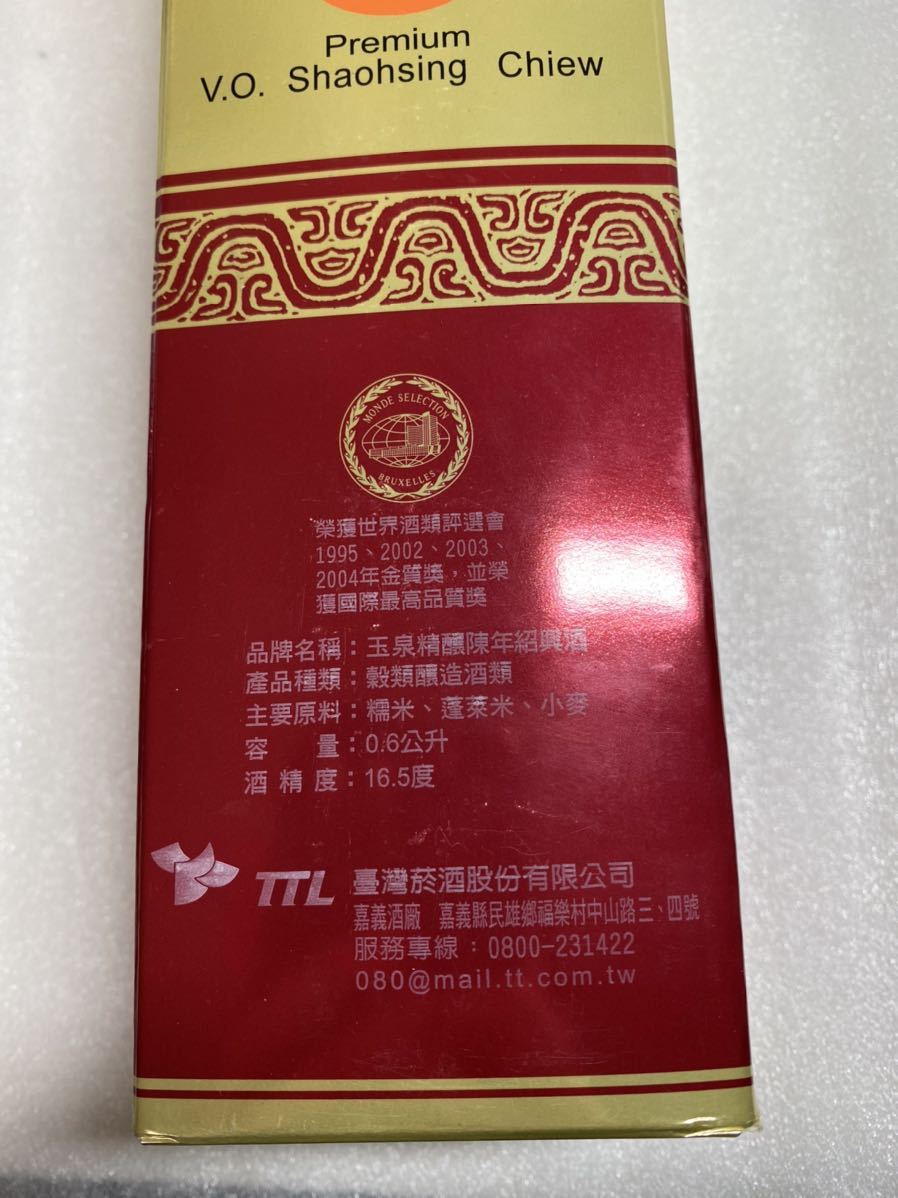 Premium
V.O. Shaohsing Chiew
MONDE SELECTION
BRUXELLES
榮獲世界酒類評選會
1995、2002、2003、
2004年金質獎，並榮
獲國際最高品質獎
品牌名稱：玉泉精釀陳年紹興酒
產品種類：穀類釀造酒類
主要原料：糯米、蓬萊米、小麥
容量：0.6公升
酒精度：16.5度
TTL 臺灣菸酒股份有限公司
嘉義酒廠 嘉義縣民雄鄉福樂村中山路三、四號
服務專線：0800-231422
080@mail.tt.com.tw